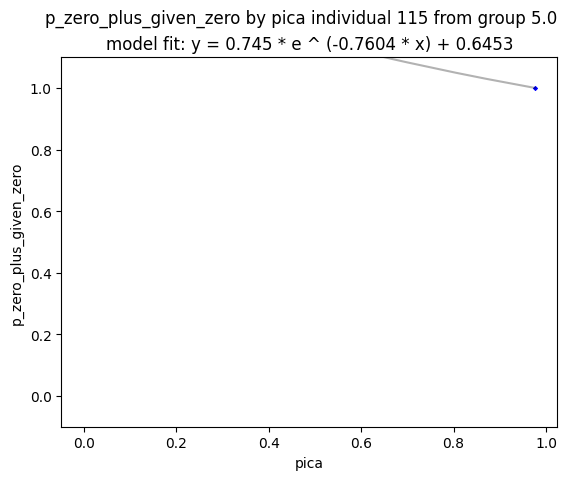 p_zero_plus_given_zero by pica individual 115 from group 5.0
model fit: y = 0.745 * e ^ (-0.7604 * x) + 0.6453
1.0
0.8
0.6
0.4
0.2
0.0
p_zero_plus_given_zero
0.0 0.2 0.4 0.6 0.8 1.0
pica